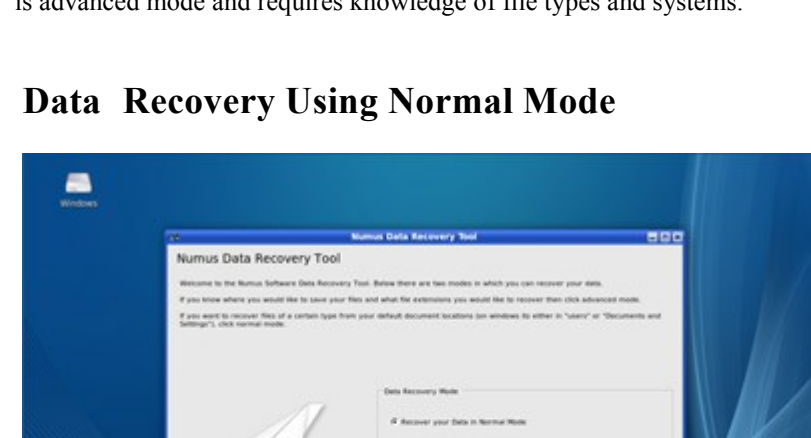 is advanced mode and requires knowledge of file types and systems.
Data Recovery Using Normal Mode
Windows
Numus Data Recovery Tool
Numus Data Recovery Tool
Welcome to the Numus Software Data Recovery Tool. Below there are two modes in which you can recover your data.
If you know where you would like to save your files and what file extensions you would like to recover then click advanced mode.
If you want to recover files of a certain type from your default document locations (on windows its either in "users" or "Documents and
Settings"), click normal mode.
Data Recovery Mode
Recover your Data in Normal Mode